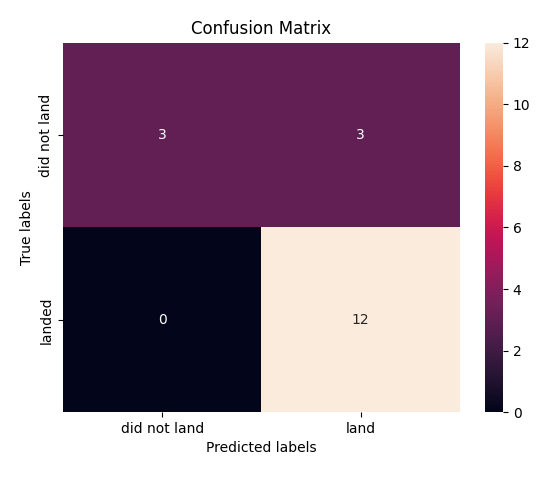 Confusion Matrix
True labels
did not land
landed
3
3
0
12
did not land
land
Predicted labels
12
10
8
6
4
2
0